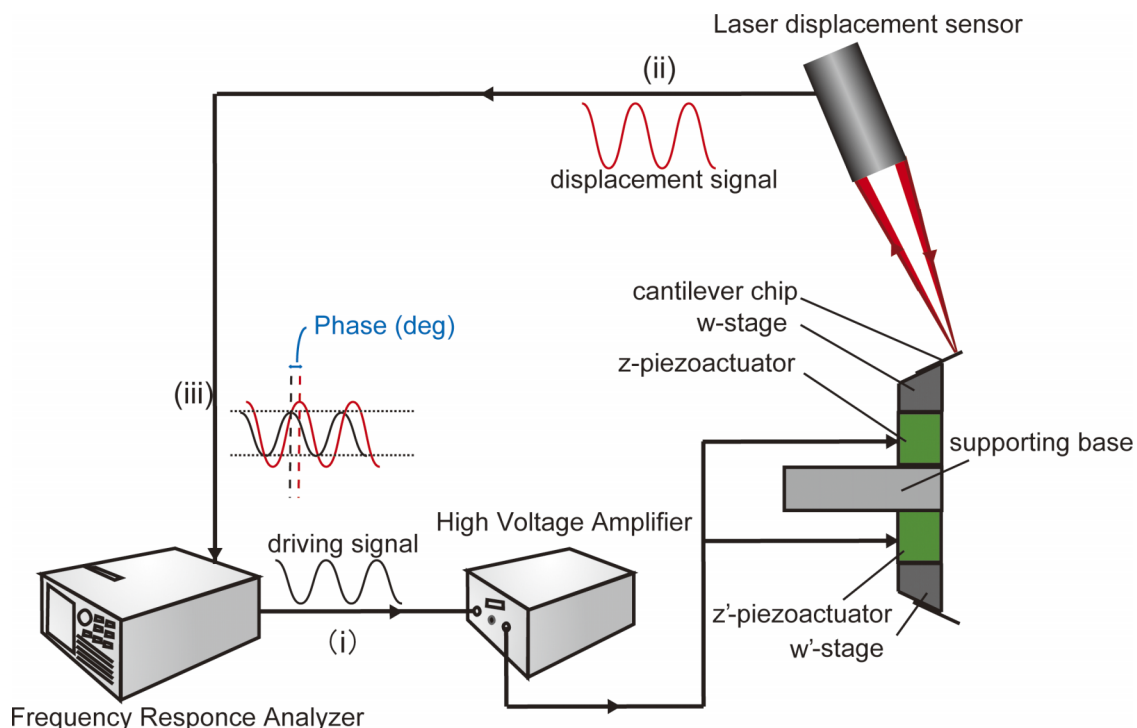 Laser displacement sensor
(ii)
displacement signal
cantilever chip
w-stage
z-piezoactuator
Phase (deg)
(iii)
supporting base
High Voltage Amplifier
driving signal
(i)
z'-piezoactuator
w'-stage
Frequency Responce Analyzer